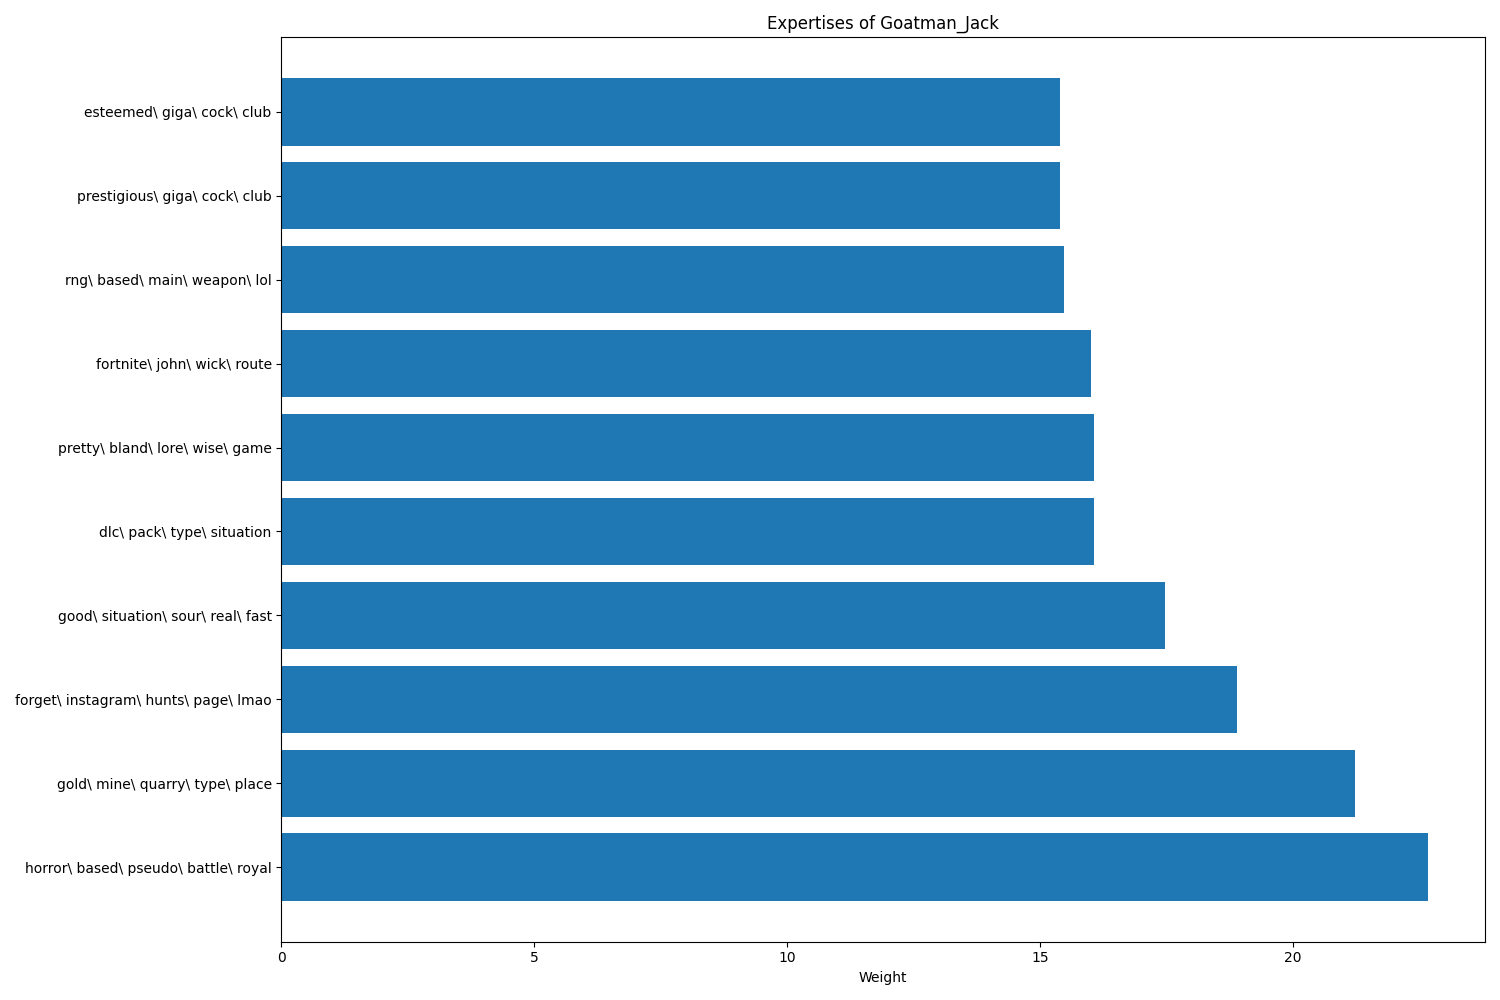 Expertises of Goatman_Jack
esteemed\ giga\ cock\ club
prestigious\ giga\ cock\ club
rng\ based\ main\ weapon\ lol
fortnite\ john\ wick\ route
pretty\ bland\ lore\ wise\ game
dlc\ pack\ type\ situation
good\ situation\ sour\ real\ fast
forget\ instagram\ hunts\ page\ lmao
gold\ mine\ quarry\ type\ place
horror\ based\ pseudo\ battle\ royal
0 5 10 15 20
Weight